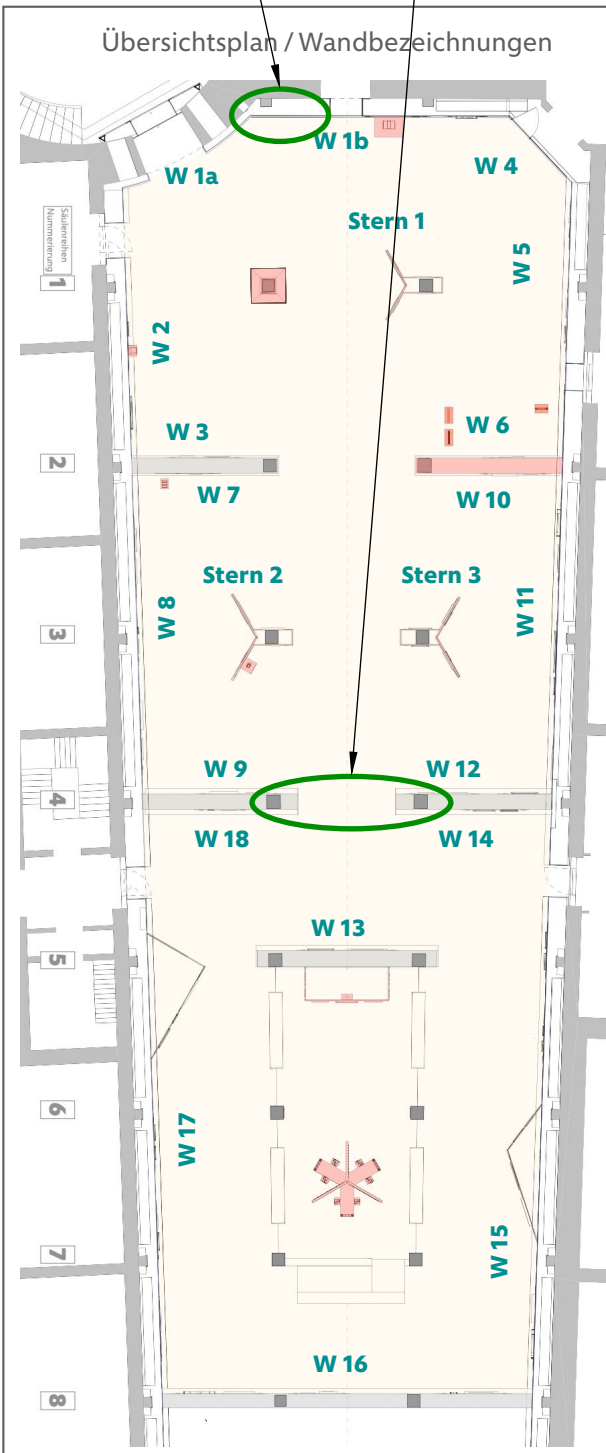 Übersichtsplan / Wandbezeichnungen
W 1b
W 4
W 1a
Stern 1
Säulenreihen
Nummerierung
1
W 5
W 2
W 3
W 6
2
W 7
W 10
Stern 2
Stern 3
W 8
W 11
3
W 9
W 12
4
W 18
W 14
W 13
5
6
W 17
W 15
7
W 16
8